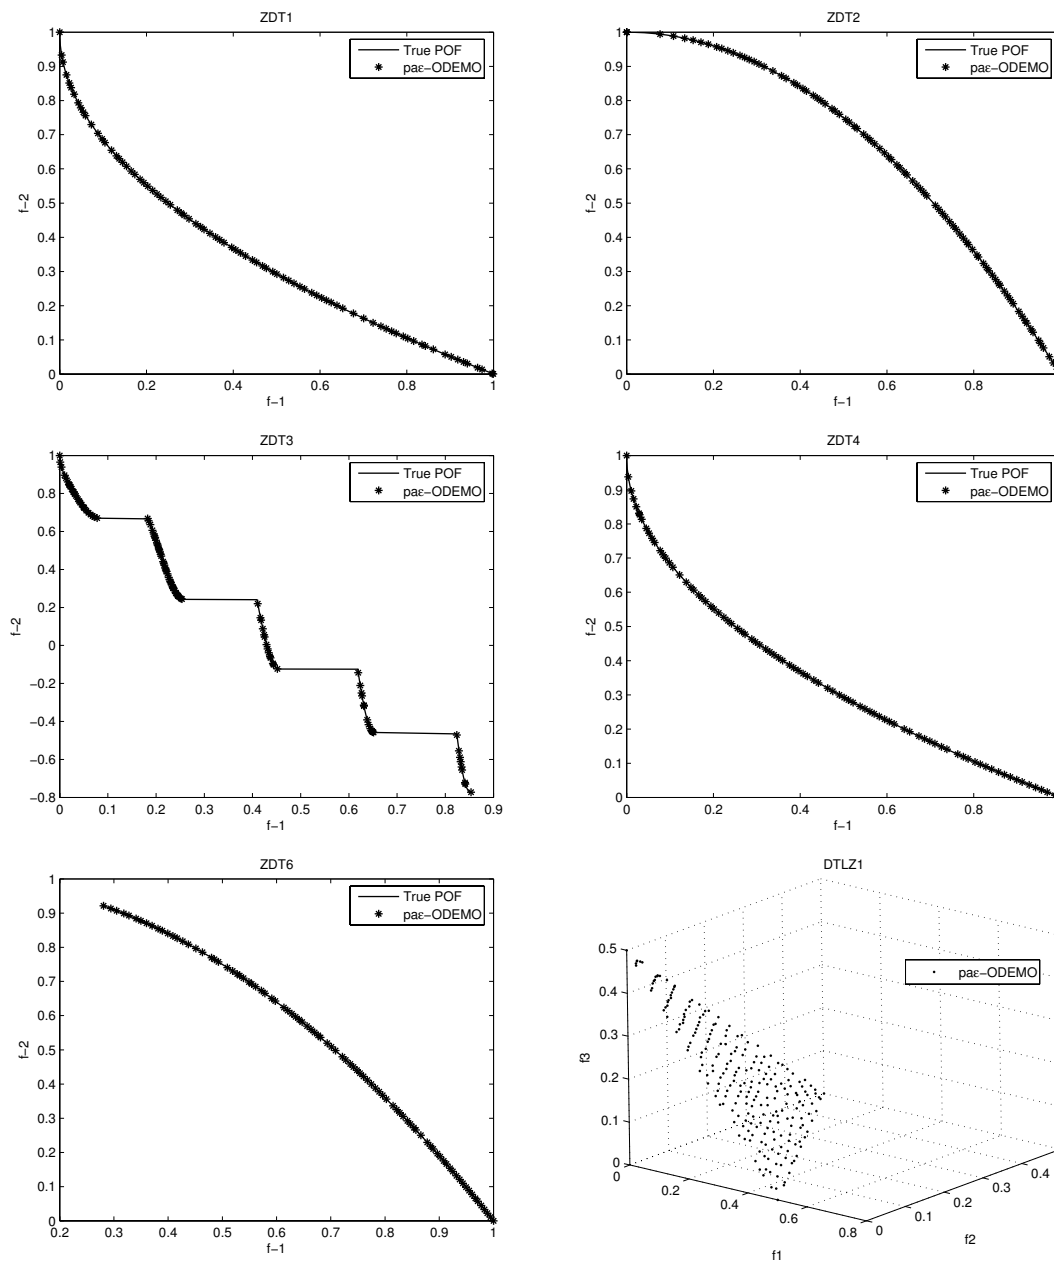 ZDT1
1
0.9
0.8
0.7
0.6
0.5
0.4
0.3
0.2
0.1
0
f−2
True POF
paε−ODEMO
0 0.2 0.4 0.6 0.8 1
f−1
ZDT2
1
0.9
0.8
0.7
0.6
0.5
0.4
0.3
0.2
0.1
0
f−2
True POF
paε−ODEMO
0 0.2 0.4 0.6 0.8
f−1
ZDT3
1
0.8
0.6
0.4
0.2
0
−0.2
−0.4
−0.6
−0.8
f−2
True POF
paε−ODEMO
0 0.1 0.2 0.3 0.4 0.5 0.6 0.7 0.8 0.9
f−1
ZDT4
1
0.9
0.8
0.7
0.6
0.5
0.4
0.3
0.2
0.1
0
f−2
True POF
paε−ODEMO
0 0.2 0.4 0.6 0.8
f−1
ZDT6
1
0.9
0.8
0.7
0.6
0.5
0.4
0.3
0.2
0.1
0
f−2
True POF
paε−ODEMO
0.2 0.3 0.4 0.5 0.6 0.7 0.8 0.9 1
f−1
DTLZ1
0.5
0.4
0.3
0.2
0.1
0
f3
paε−ODEMO
0 0.2 0.4 0.6 0.8
f1
0 0.1 0.2 0.3 0.4
f2